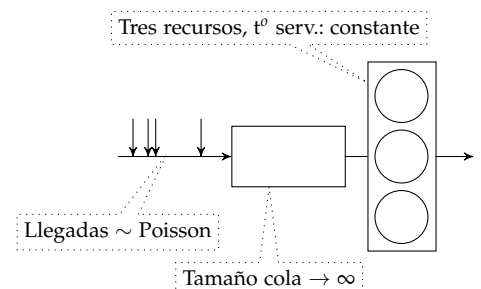 Tres recursos, tº serv.: constante
Llegadas ∼ Poisson
Tamaño cola → ∞